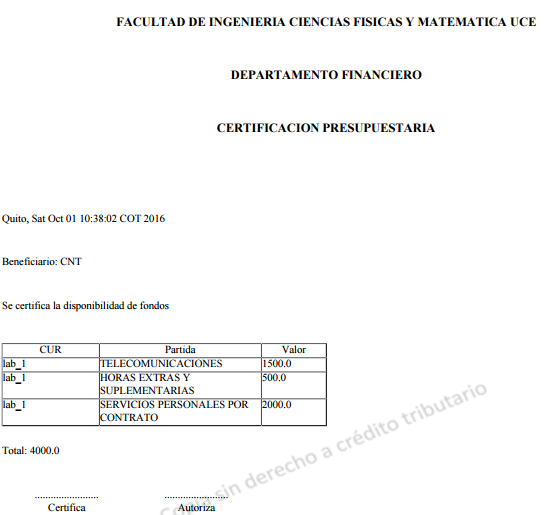 FACULTAD DE INGENIERIA CIENCIAS FISICAS Y MATEMATICA UCE
DEPARTAMENTO FINANCIERO
CERTIFICACION PRESUPUESTARIA
Quito, Sat Oct 01 10:38:02 COT 2016
Beneficiario: CNT
Se certifica la disponibilidad de fondos
CUR Partida Valor
lab_1 TELECOMUNICACIONES 1500.0
lab_1 HORAS EXTRAS Y 500.0
SUPLEMENTARIAS
lab_1 SERVICIOS PERSONALES POR 2000.0
CONTRATO
Total: 4000.0
Copia sin derecho a crédito tributario
........................ ........................
Certifica Autoriza